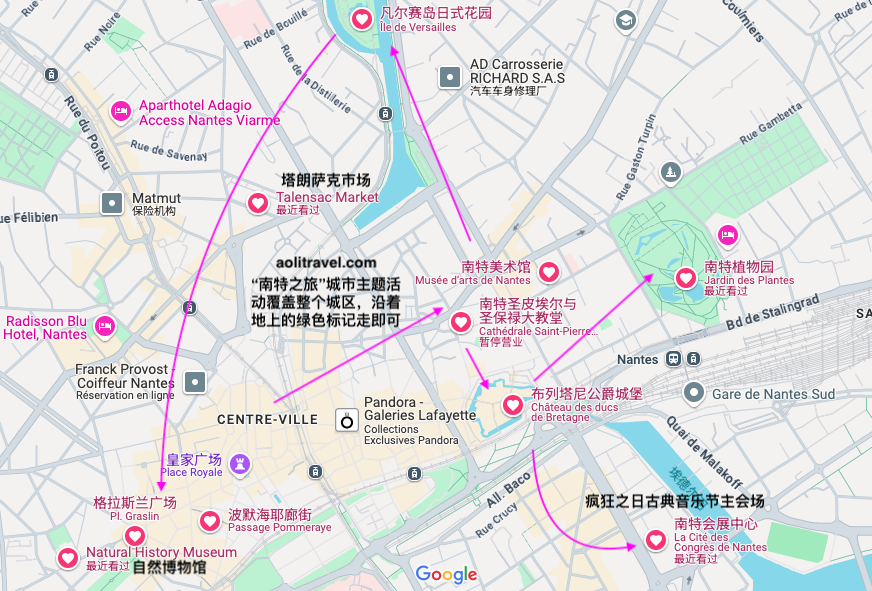 凡尔赛岛日式花园
Île de Versailles
Rue de Bouillé
Rue Noire
Rue de la Distillerie
Coulmiers
AD Carrosserie
RICHARD S.A.S
汽车车身修理厂
Aparthotel Adagio
Access Nantes Viarme
Rue du Poitou
Rue de Savenay
Rue Gaston Turpin
Rue Gambetta
塔朗萨克市场
Talensac Market
最近看过
Matmut
保险机构
ue Félibien
aolitravel.com
“南特之旅”城市主题活
动覆盖整个城区，沿着
地上的绿色标记走即可
南特美术馆
Musée d'arts de Nantes
南特植物园
Jardin des Plantes
最近看过
南特圣皮埃尔与
圣保禄大教堂
Cathédrale Saint-Pierre...
暂停营业
Bd de Stalingrad
SA
Radisson Blu
Hotel, Nantes
Nantes
Franck Provost -
Coiffeur Nantes
Réservation en ligne
布列塔尼公爵城堡
Château des ducs
de Bretagne
Gare de Nantes Sud
Pandora -
Galeries Lafayette
Collections
Exclusives Pandora
CENTRE-VILLE
Quai de Malakoff
皇家广场
Place Royale
All. Baco
埃德尔
疯狂之日古典音乐节主会场
格拉斯兰广场
Pl. Graslin
波默海耶廊街
Passage Pommeraye
Rue Crucy
南特会展中心
La Cité des
Congrès de Nantes
最近看过
Natural History Museum
最近看过
自然博物馆
Google